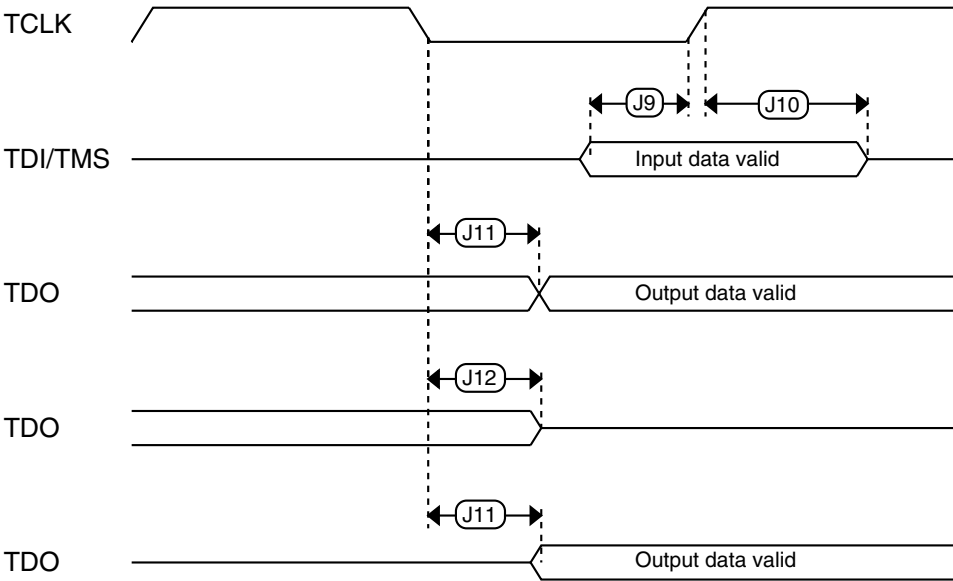 TCLK
J9
J10
TDI/TMS
Input data valid
J11
TDO
Output data valid
J12
TDO
J11
TDO
Output data valid